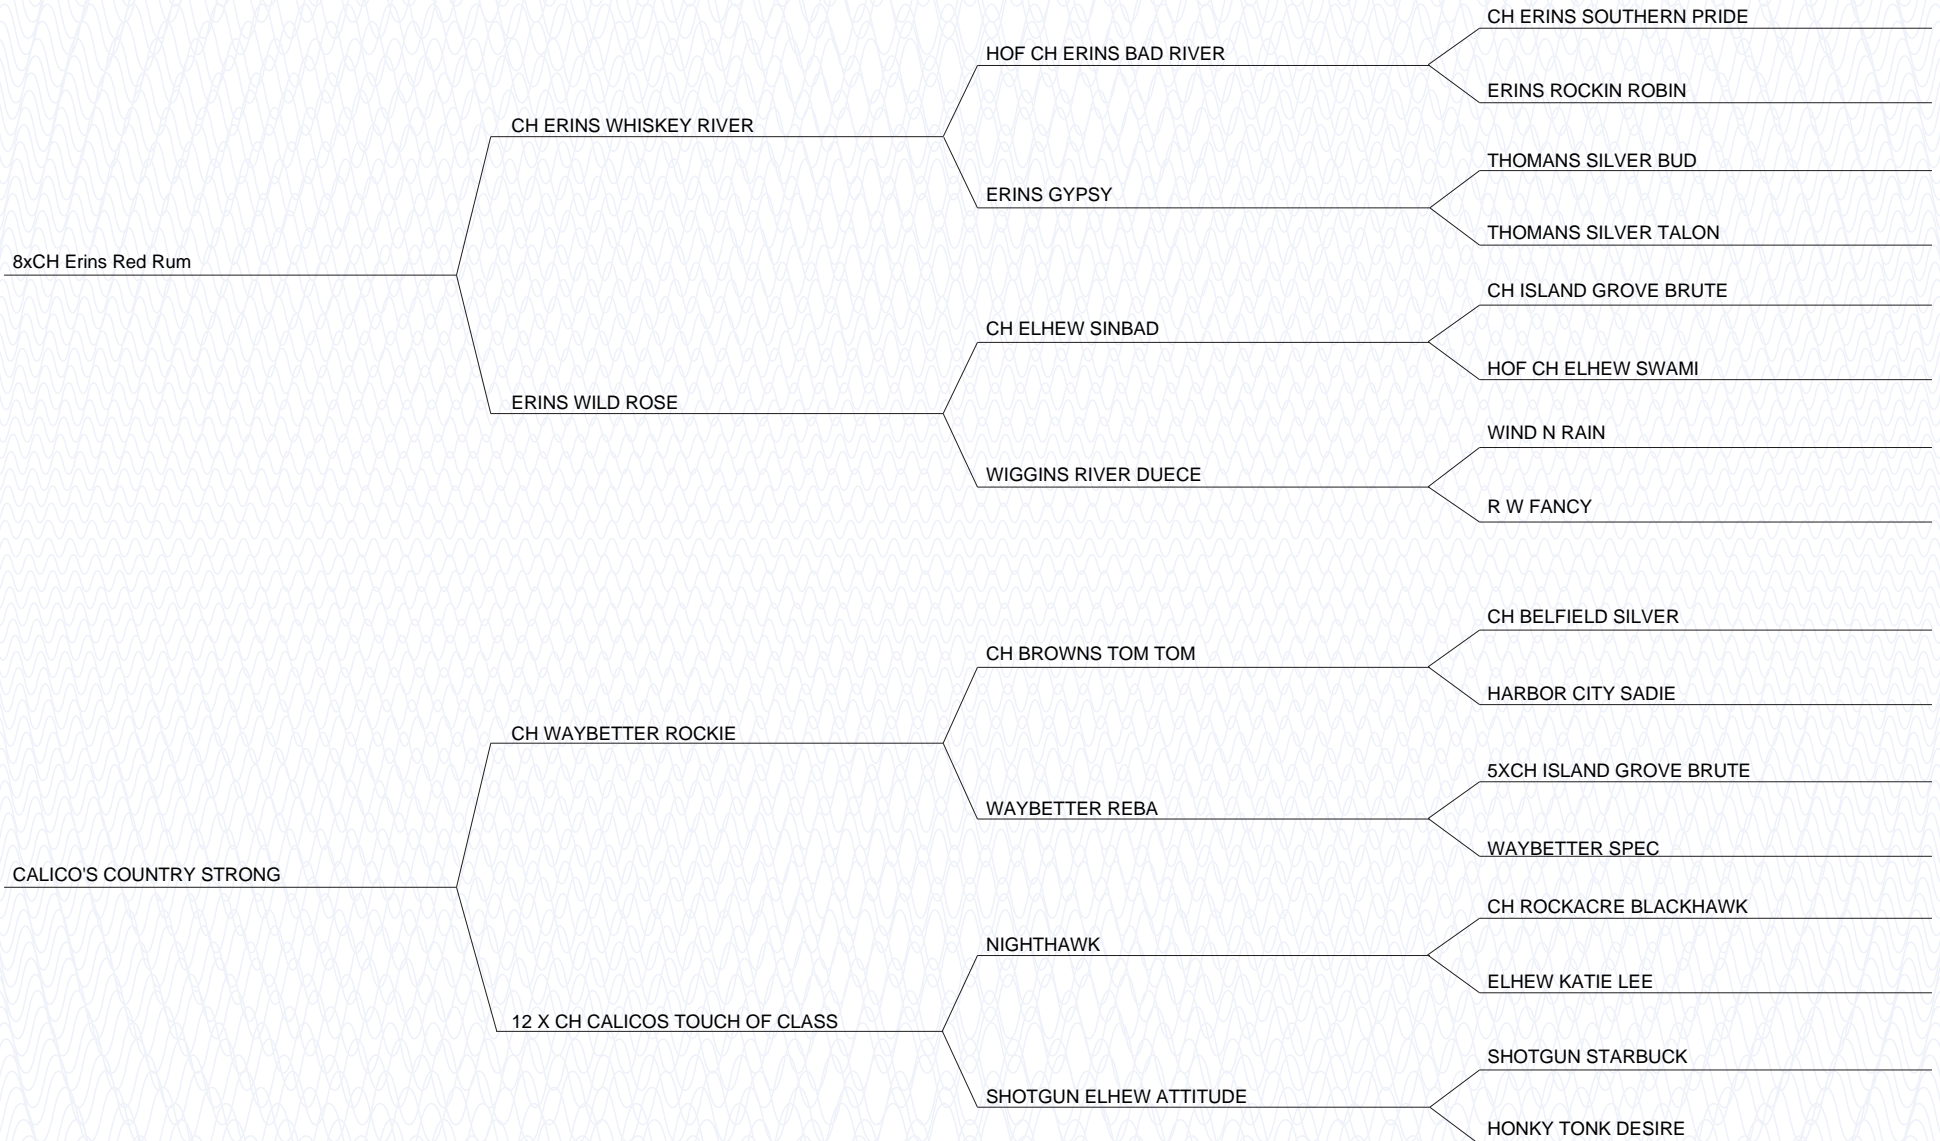 CH ERINS SOUTHERN PRIDE
HOF CH ERINS BAD RIVER
ERINS ROCKIN ROBIN
CH ERINS WHISKEY RIVER
THOMANS SILVER BUD
ERINS GYPSY
THOMANS SILVER TALON
8xCH Erins Red Rum
CH ISLAND GROVE BRUTE
CH ELHEW SINBAD
HOF CH ELHEW SWAMI
ERINS WILD ROSE
WIND N RAIN
WIGGINS RIVER DUECE
R W FANCY
CH BELFIELD SILVER
CH BROWNS TOM TOM
HARBOR CITY SADIE
CH WAYBETTER ROCKIE
5XCH ISLAND GROVE BRUTE
WAYBETTER REBA
WAYBETTER SPEC
CALICO'S COUNTRY STRONG
CH ROCKACRE BLACKHAWK
NIGHTHAWK
ELHEW KATIE LEE
12 X CH CALICOS TOUCH OF CLASS
SHOTGUN STARBUCK
SHOTGUN ELHEW ATTITUDE
HONKY TONK DESIRE